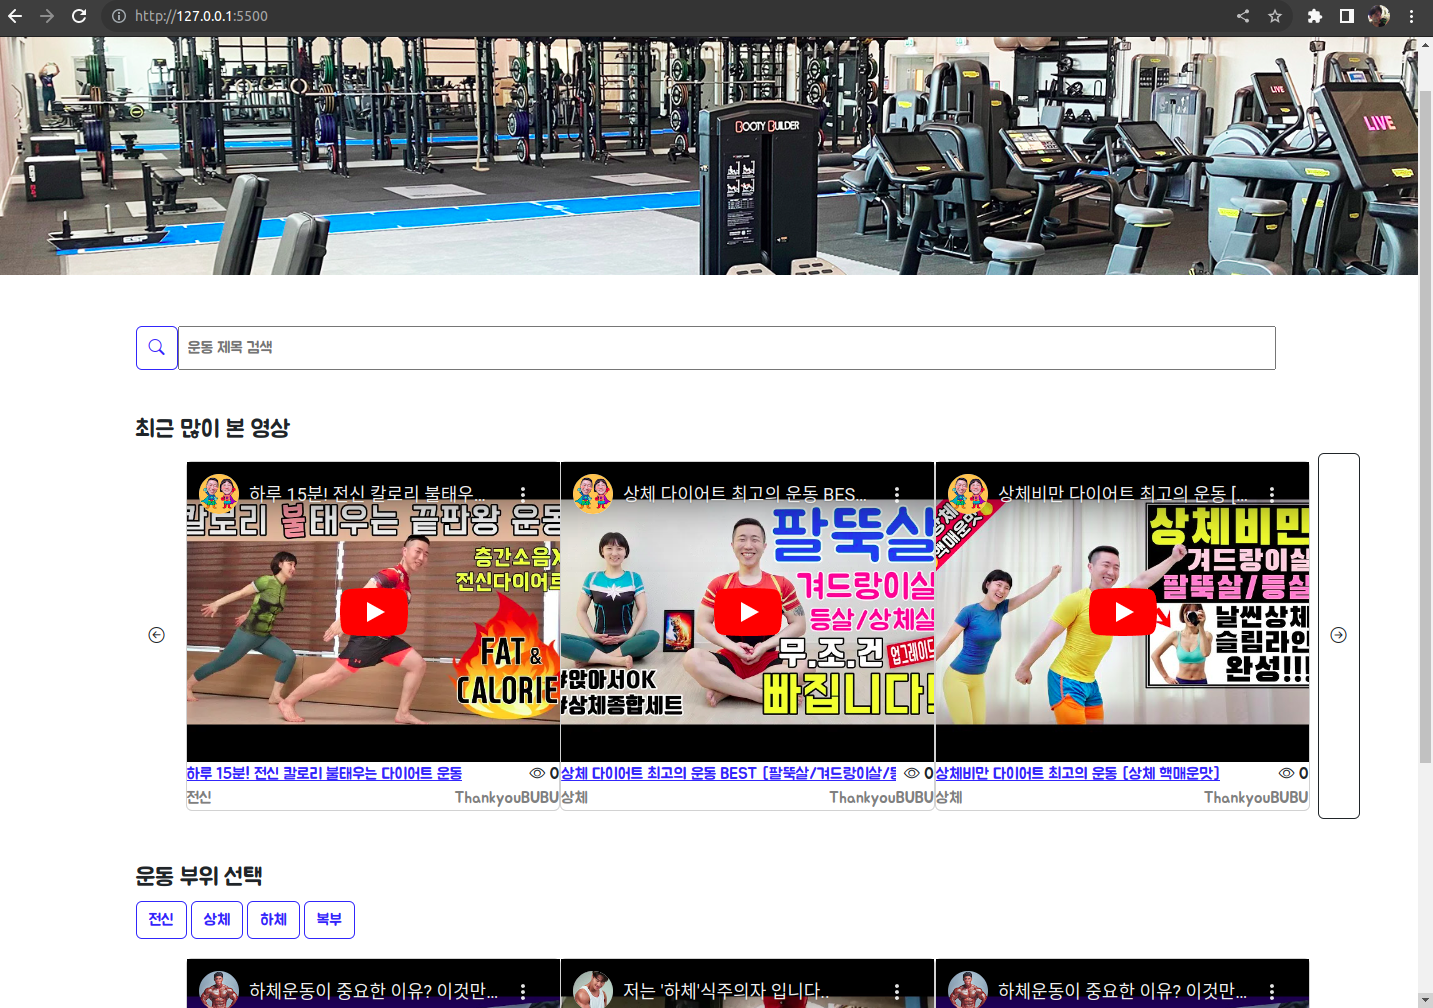 http://127.0.0.1:5500
BOOTY BUILDER
LIVE
LIVE
운동 제목 검색
최근 많이 본 영상
하루 15분! 전신 칼로리 불태우...
칼로리 불태우는 끝판왕 운동
층간소음X
전신다이어트
FAT &
CALORIE
하루 15분! 전신 칼로리 불태우는 다이어트 운동
0
전신
ThankyouBUBU
상체 다이어트 최고의 운동 BES...
팔뚝살
겨드랑이살
등살/상체살
무.조.건
업그레이드
빠집니다!
#앉아서OK
#상체종합세트
상체 다이어트 최고의 운동 BEST [팔뚝살/겨드랑이살/등
0
상체
ThankyouBUBU
상체비만 다이어트 최고의 운동 [...
상체
핵매운맛
상체비만
겨드랑이살
팔뚝살/등살
날씬상체
슬림라인
완성!!!
상체비만 다이어트 최고의 운동 [상체 핵매운맛]
0
상체
ThankyouBUBU
운동 부위 선택
전신
상체
하체
복부
하체운동이 중요한 이유? 이것만...
저는 '하체'식주의자 입니다..
하체운동이 중요한 이유? 이것만...